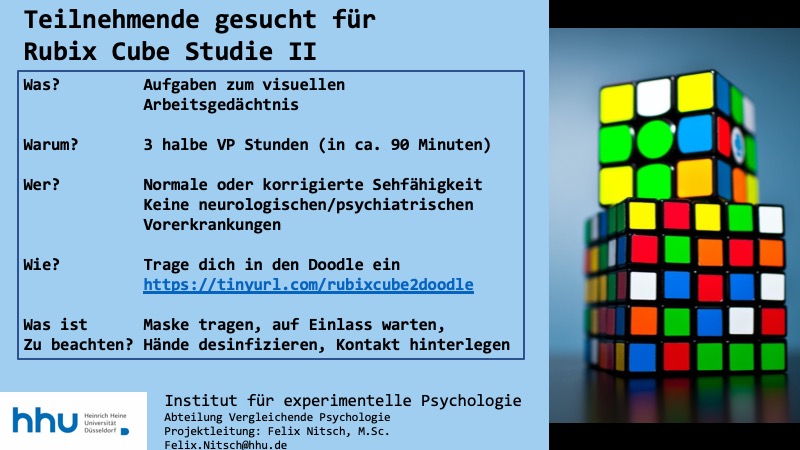 Teilnehmende gesucht für
Rubix Cube Studie II
Was? Aufgaben zum visuellen
Arbeitsgedächtnis
Warum? 3 halbe VP Stunden (in ca. 90 Minuten)
Wer? Normale oder korrigierte Sehfähigkeit
Keine neurologischen/psychiatrischen
Vorerkrankungen
Wie? Trage dich in den Doodle ein
https://tinyurl.com/rubixcube2doodle
Was ist Maske tragen, auf Einlass warten,
Zu beachten? Hände desinfizieren, Kontakt hinterlegen
hhu Heinrich Heine
Universität
Düsseldorf
Institut für experimentelle Psychologie
Abteilung Vergleichende Psychologie
Projektleitung: Felix Nitsch, M.Sc.
Felix.Nitsch@hhu.de